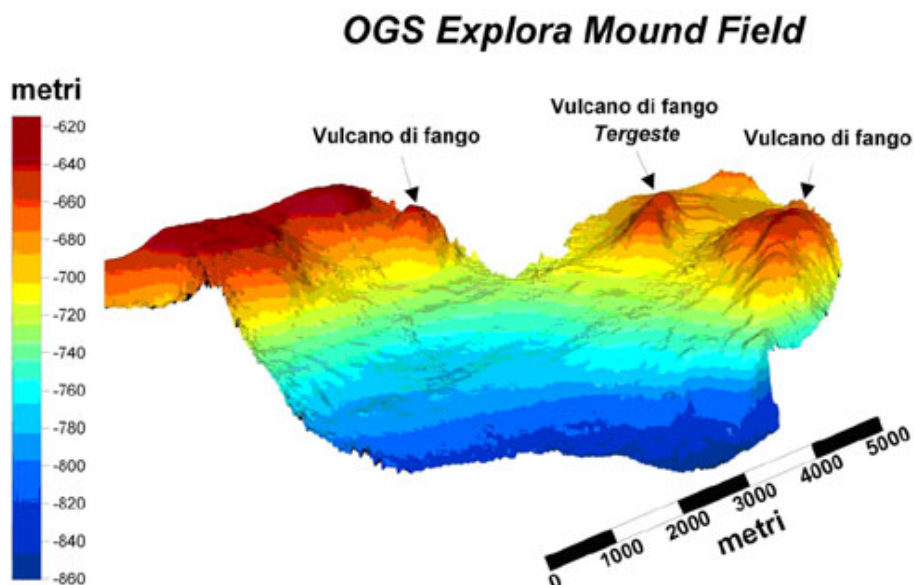 OGS Explora Mound Field
metri
-620
-640
-660
-680
-700
-720
-740
-760
-780
-800
-820
-840
-860
Vulcano di fango
Vulcano di fango
Tergeste
Vulcano di fango
0
1000
2000
3000
4000
5000
metri